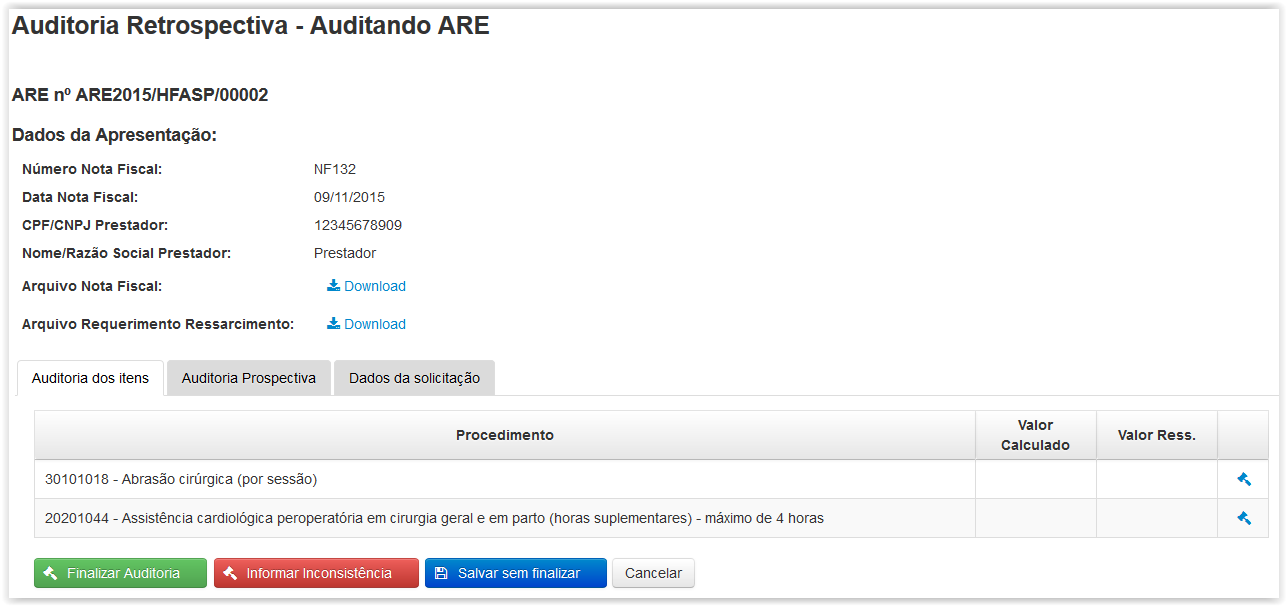 Auditoria Retrospectiva - Auditando ARE
ARE nº ARE2015/HFASP/00002
Dados da Apresentação:
Número Nota Fiscal: NF132
Data Nota Fiscal: 09/11/2015
CPF/CNPJ Prestador: 12345678909
Nome/Razão Social Prestador: Prestador
Arquivo Nota Fiscal: Download
Arquivo Requerimento Ressarcimento: Download
Auditoria dos itens Auditoria Prospectiva Dados da solicitação
Procedimento Valor Calculado Valor Ress.
30101018 - Abrasão cirúrgica (por sessão)
20201044 - Assistência cardiológica peroperatória em cirurgia geral e em parto (horas suplementares) - máximo de 4 horas
Finalizar Auditoria Informar Inconsistência Salvar sem finalizar Cancelar